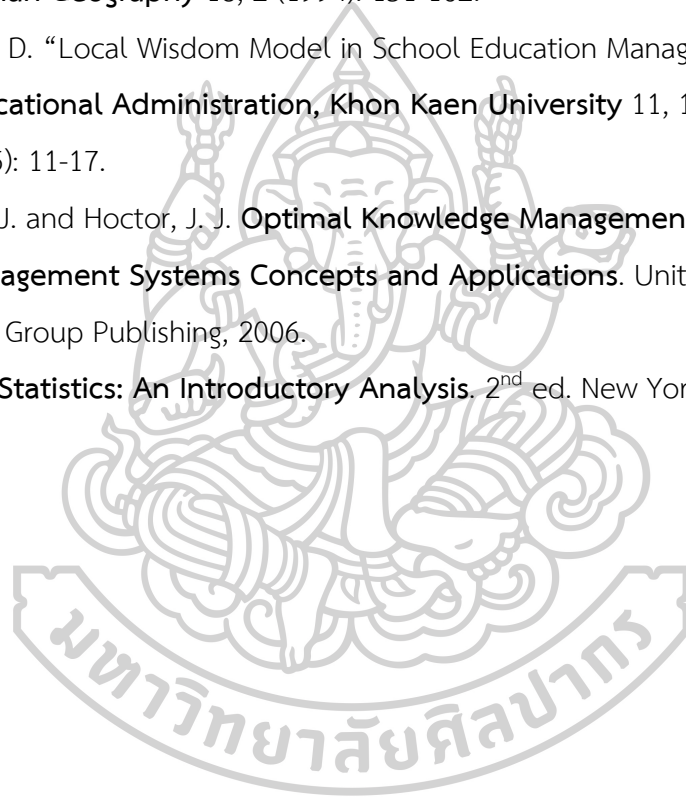 an Geography 18, 2 (1994): 151-162.
D. “Local Wisdom Model in School Education Manag
cational Administration, Khon Kaen University 11, 1
): 11-17.
J. and Hoctor, J. J. Optimal Knowledge Managemen
agement Systems Concepts and Applications. Unit
Group Publishing, 2006.
Statistics: An Introductory Analysis. 2nd ed. New Yor
มหาวิทยาลัยศิลปากร